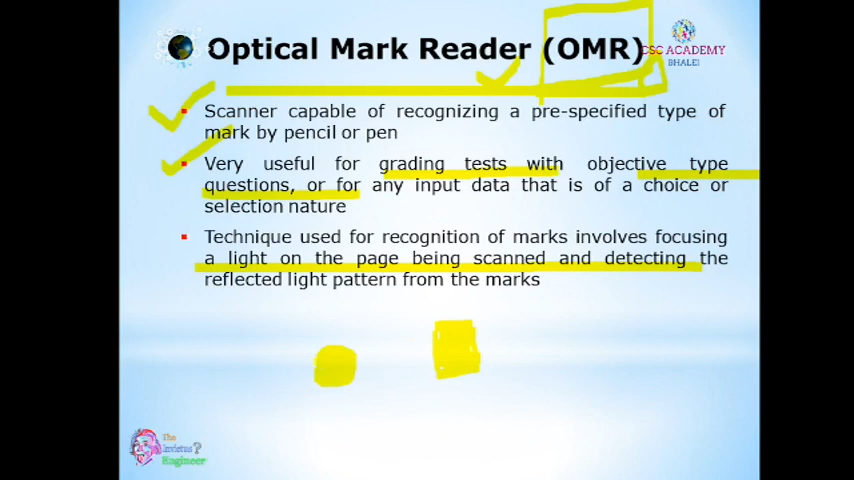 Optical Mark Reader (OMR)
CSC ACADEMY
BHALEI
Scanner capable of recognizing a pre-specified type of
mark by pencil or pen
Very useful for grading tests with objective type
questions, or for any input data that is of a choice or
selection nature
Technique used for recognition of marks involves focusing
a light on the page being scanned and detecting the
reflected light pattern from the marks
The
Invictus?
Engineer